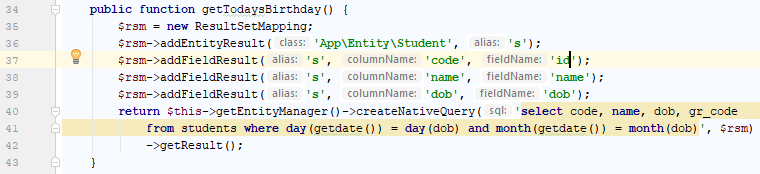 34 public function getTodaysBirthday() {
35 $rsm = new ResultSetMapping;
36 $rsm->addEntityResult( class: 'App\Entity\Student', alias: 's');
37 $rsm->addFieldResult( alias: 's', columnName: 'code', fieldName: 'id');
38 $rsm->addFieldResult( alias: 's', columnName: 'name', fieldName: 'name');
39 $rsm->addFieldResult( alias: 's', columnName: 'dob', fieldName: 'dob');
40 return $this->getEntityManager()->createNativeQuery( sql: 'select code, name, dob, gr_code
41 from students where day(getdate()) = day(dob) and month(getdate()) = month(dob)', $rsm)
42 ->getResult();
43 }